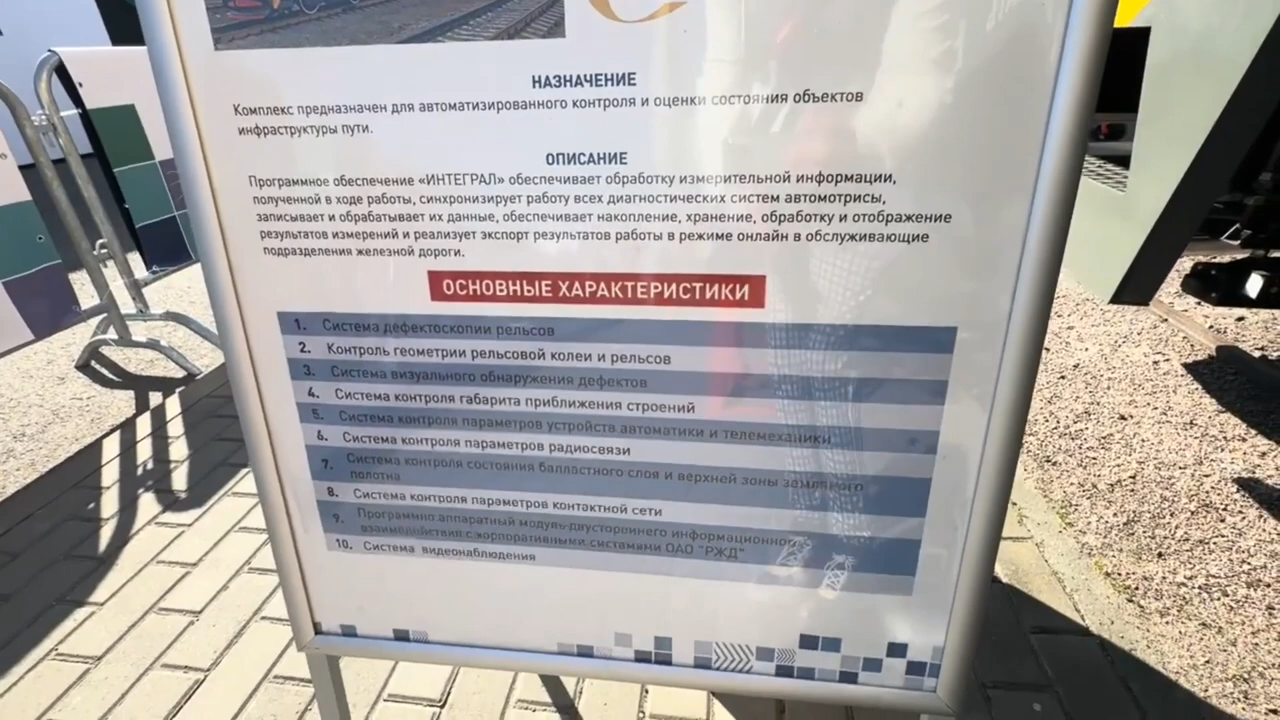 НАЗНАЧЕНИЕ
Комплекс предназначен для автоматизированного контроля и оценки состояния объектов
инфраструктуры пути.
ОПИСАНИЕ
Программное обеспечение «ИНТЕГРАЛ» обеспечивает обработку измерительной информации,
полученной в ходе работы, синхронизирует работу всех диагностических систем автомотрисы,
записывает и обрабатывает их данные, обеспечивает накопление, хранение, обработку и отображение
результатов измерений и реализует экспорт результатов работы в режиме онлайн в обслуживающие
подразделения железной дороги.
ОСНОВНЫЕ ХАРАКТЕРИСТИКИ
1. Система дефектоскопии рельсов
2. Контроль геометрии рельсовой колеи и рельсов
3. Система визуального обнаружения дефектов
4. Система контроля габарита приближения строений
5. Система контроля параметров устройств автоматики и телемеханики
6. Система контроля параметров радиосвязи
7. Система контроля состояния балластного слоя и верхней зоны земляного
полотна
8. Система контроля параметров контактной сети
9. Программно-аппаратный модуль двустороннего информационного
взаимодействия с корпоративными системами ОАО "РЖД"
10. Система видеонаблюдения